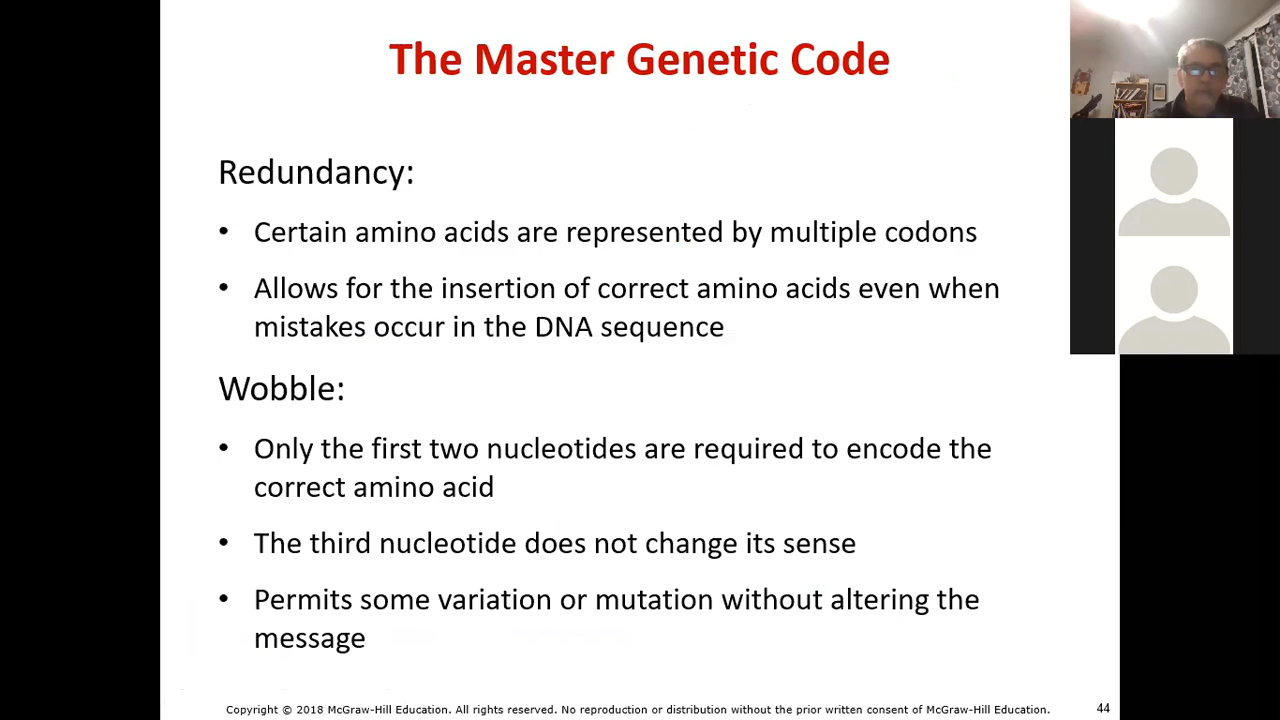 The Master Genetic Code
Redundancy:
• Certain amino acids are represented by multiple codons
• Allows for the insertion of correct amino acids even when
mistakes occur in the DNA sequence
Wobble:
• Only the first two nucleotides are required to encode the
correct amino acid
• The third nucleotide does not change its sense
• Permits some variation or mutation without altering the
message
Copyright © 2018 McGraw-Hill Education. All rights reserved. No reproduction or distribution without the prior written consent of McGraw-Hill Education.
44